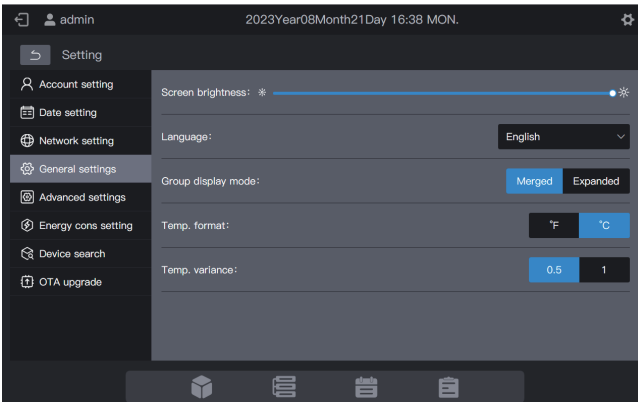 admin 2023Year08Month21Day 16:38 MON.
Setting
Account setting
Date setting
Network setting
General settings
Advanced settings
Energy cons setting
Device search
OTA upgrade
Screen brightness:
Language: English
Group display mode: Merged Expanded
Temp. format: °F °C
Temp. variance: 0.5 1